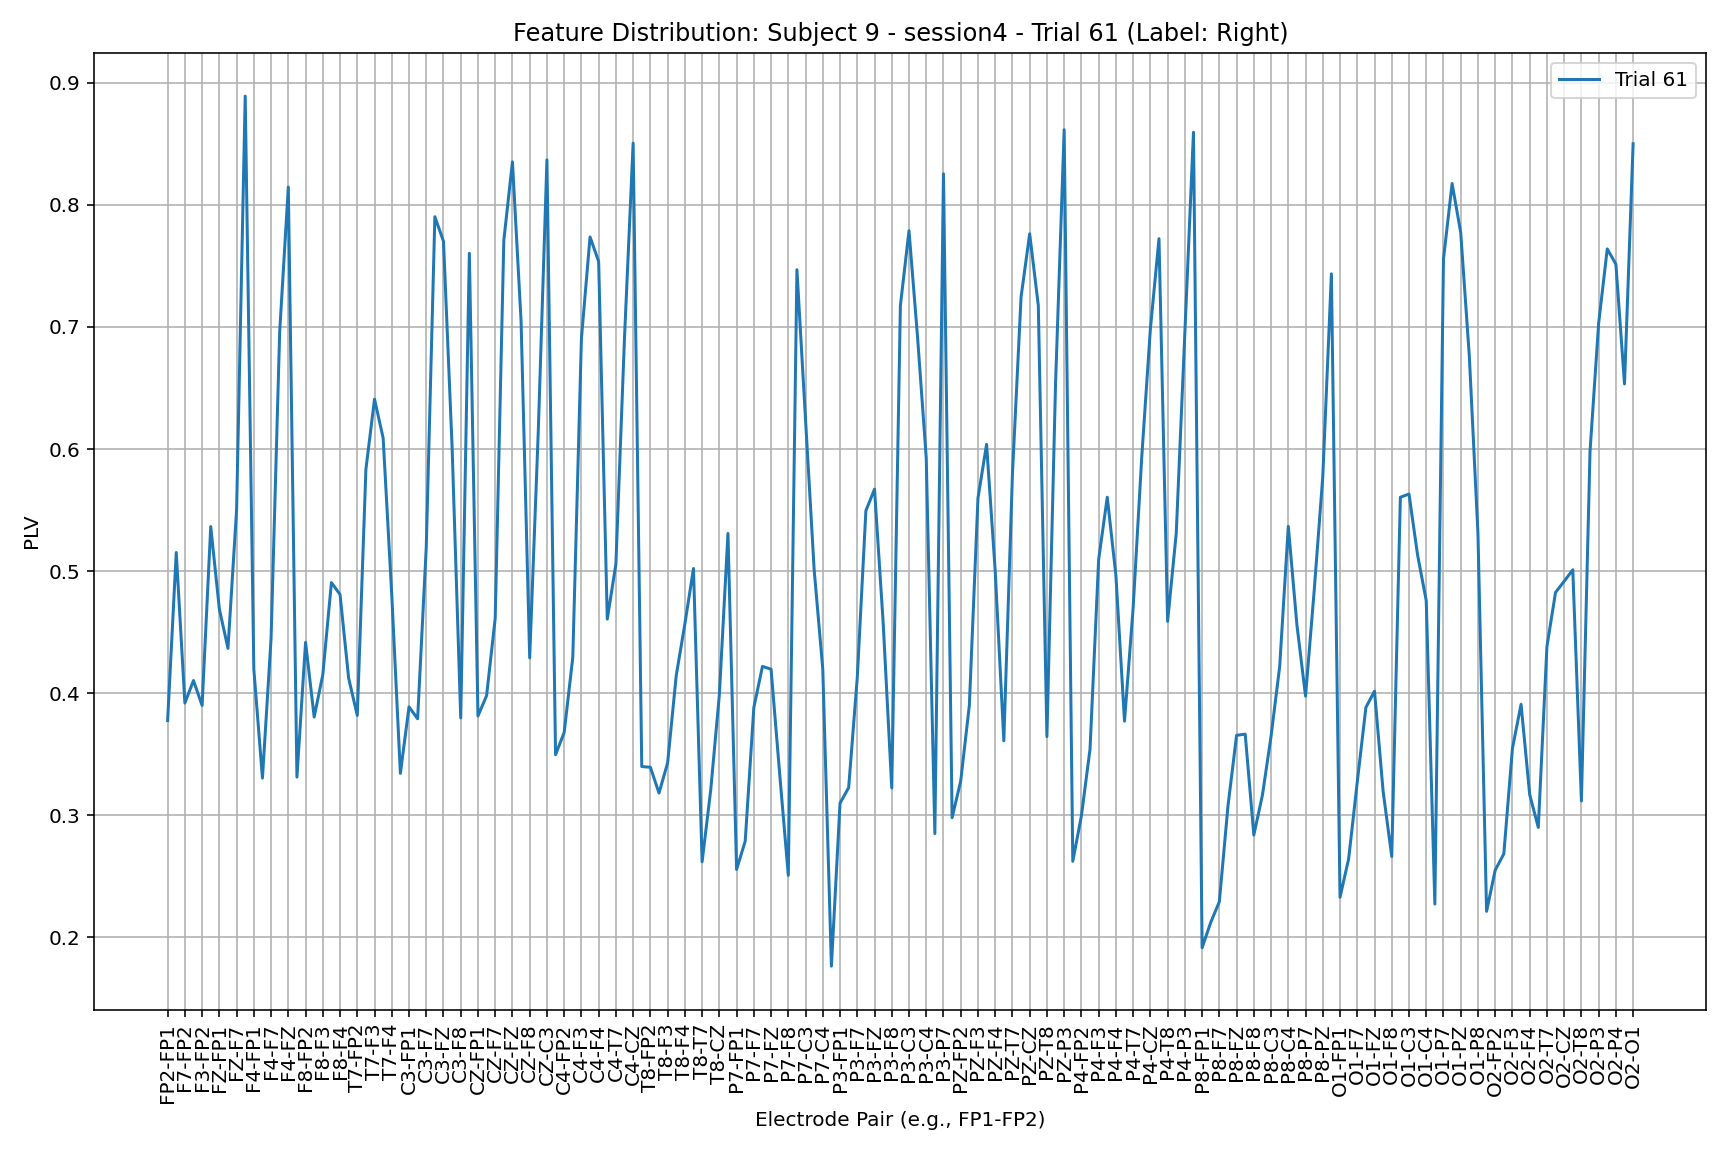 Feature Distribution: Subject 9 - session4 - Trial 61 (Label: Right)
Trial 61
PLV
0.9
0.8
0.7
0.6
0.5
0.4
0.3
0.2
FP2-FP1
F7-FP2
F3-FP2
FZ-FP1
FZ-F7
F4-FP1
F4-F7
F4-FZ
F8-FP2
F8-F3
F8-F4
T7-FP2
T7-F3
T7-F4
C3-FP1
C3-F7
C3-FZ
C3-F8
CZ-FP1
CZ-F7
CZ-FZ
CZ-F8
CZ-C3
C4-FP2
C4-F3
C4-F4
C4-T7
C4-CZ
T8-FP2
T8-F3
T8-F4
T8-T7
T8-CZ
P7-FP1
P7-F7
P7-FZ
P7-F8
P7-C3
P7-C4
P3-FP1
P3-F7
P3-FZ
P3-F8
P3-C3
P3-C4
P3-P7
PZ-FP2
PZ-F3
PZ-F4
PZ-T7
PZ-CZ
PZ-T8
PZ-P3
P4-FP2
P4-F3
P4-F4
P4-T7
P4-CZ
P4-T8
P4-P3
P8-FP1
P8-F7
P8-FZ
P8-F8
P8-C3
P8-C4
P8-P7
P8-PZ
O1-FP1
O1-F7
O1-FZ
O1-F8
O1-C3
O1-C4
O1-P7
O1-PZ
O1-P8
O2-FP2
O2-F3
O2-F4
O2-T7
O2-CZ
O2-T8
O2-P3
O2-P4
O2-O1
Electrode Pair (e.g., FP1-FP2)